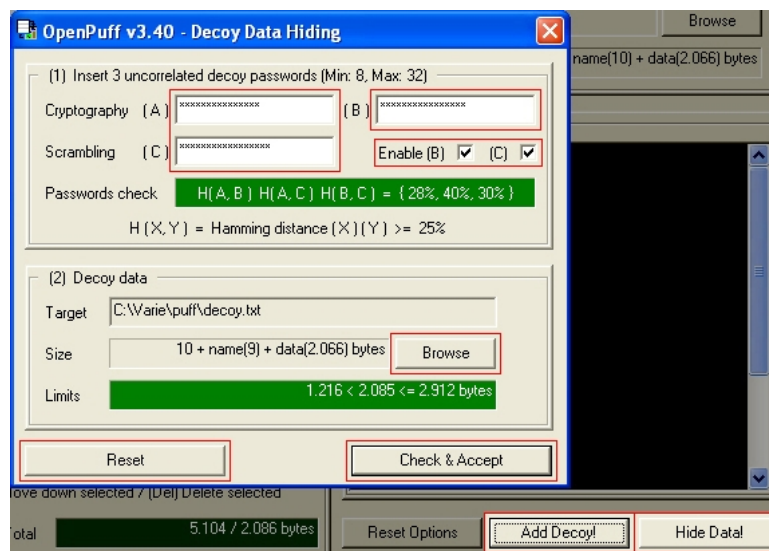 Browse
OpenPuff v3.40 - Decoy Data Hiding
name(10) + data(2.066) bytes
(1) Insert 3 uncorrelated decoy passwords (Min: 8, Max: 32)
Cryptography (A) *************** (B) ****************
Scrambling (C) ***************** Enable (B) (C)
Passwords check H(A, B) H(A, C) H(B, C) = { 28%, 40%, 30% }
H (X,Y) = Hamming distance (X)(Y) >= 25%
(2) Decoy data
Target C:\Varie\puff\decoy.txt
Size 10 + name(9) + data(2.066) bytes Browse
Limits 1.216 < 2.085 <= 2.912 bytes
Reset Check & Accept
ove down selected / (Del) Delete selected
otal 5.104 / 2.086 bytes Reset Options Add Decoy! Hide Data!